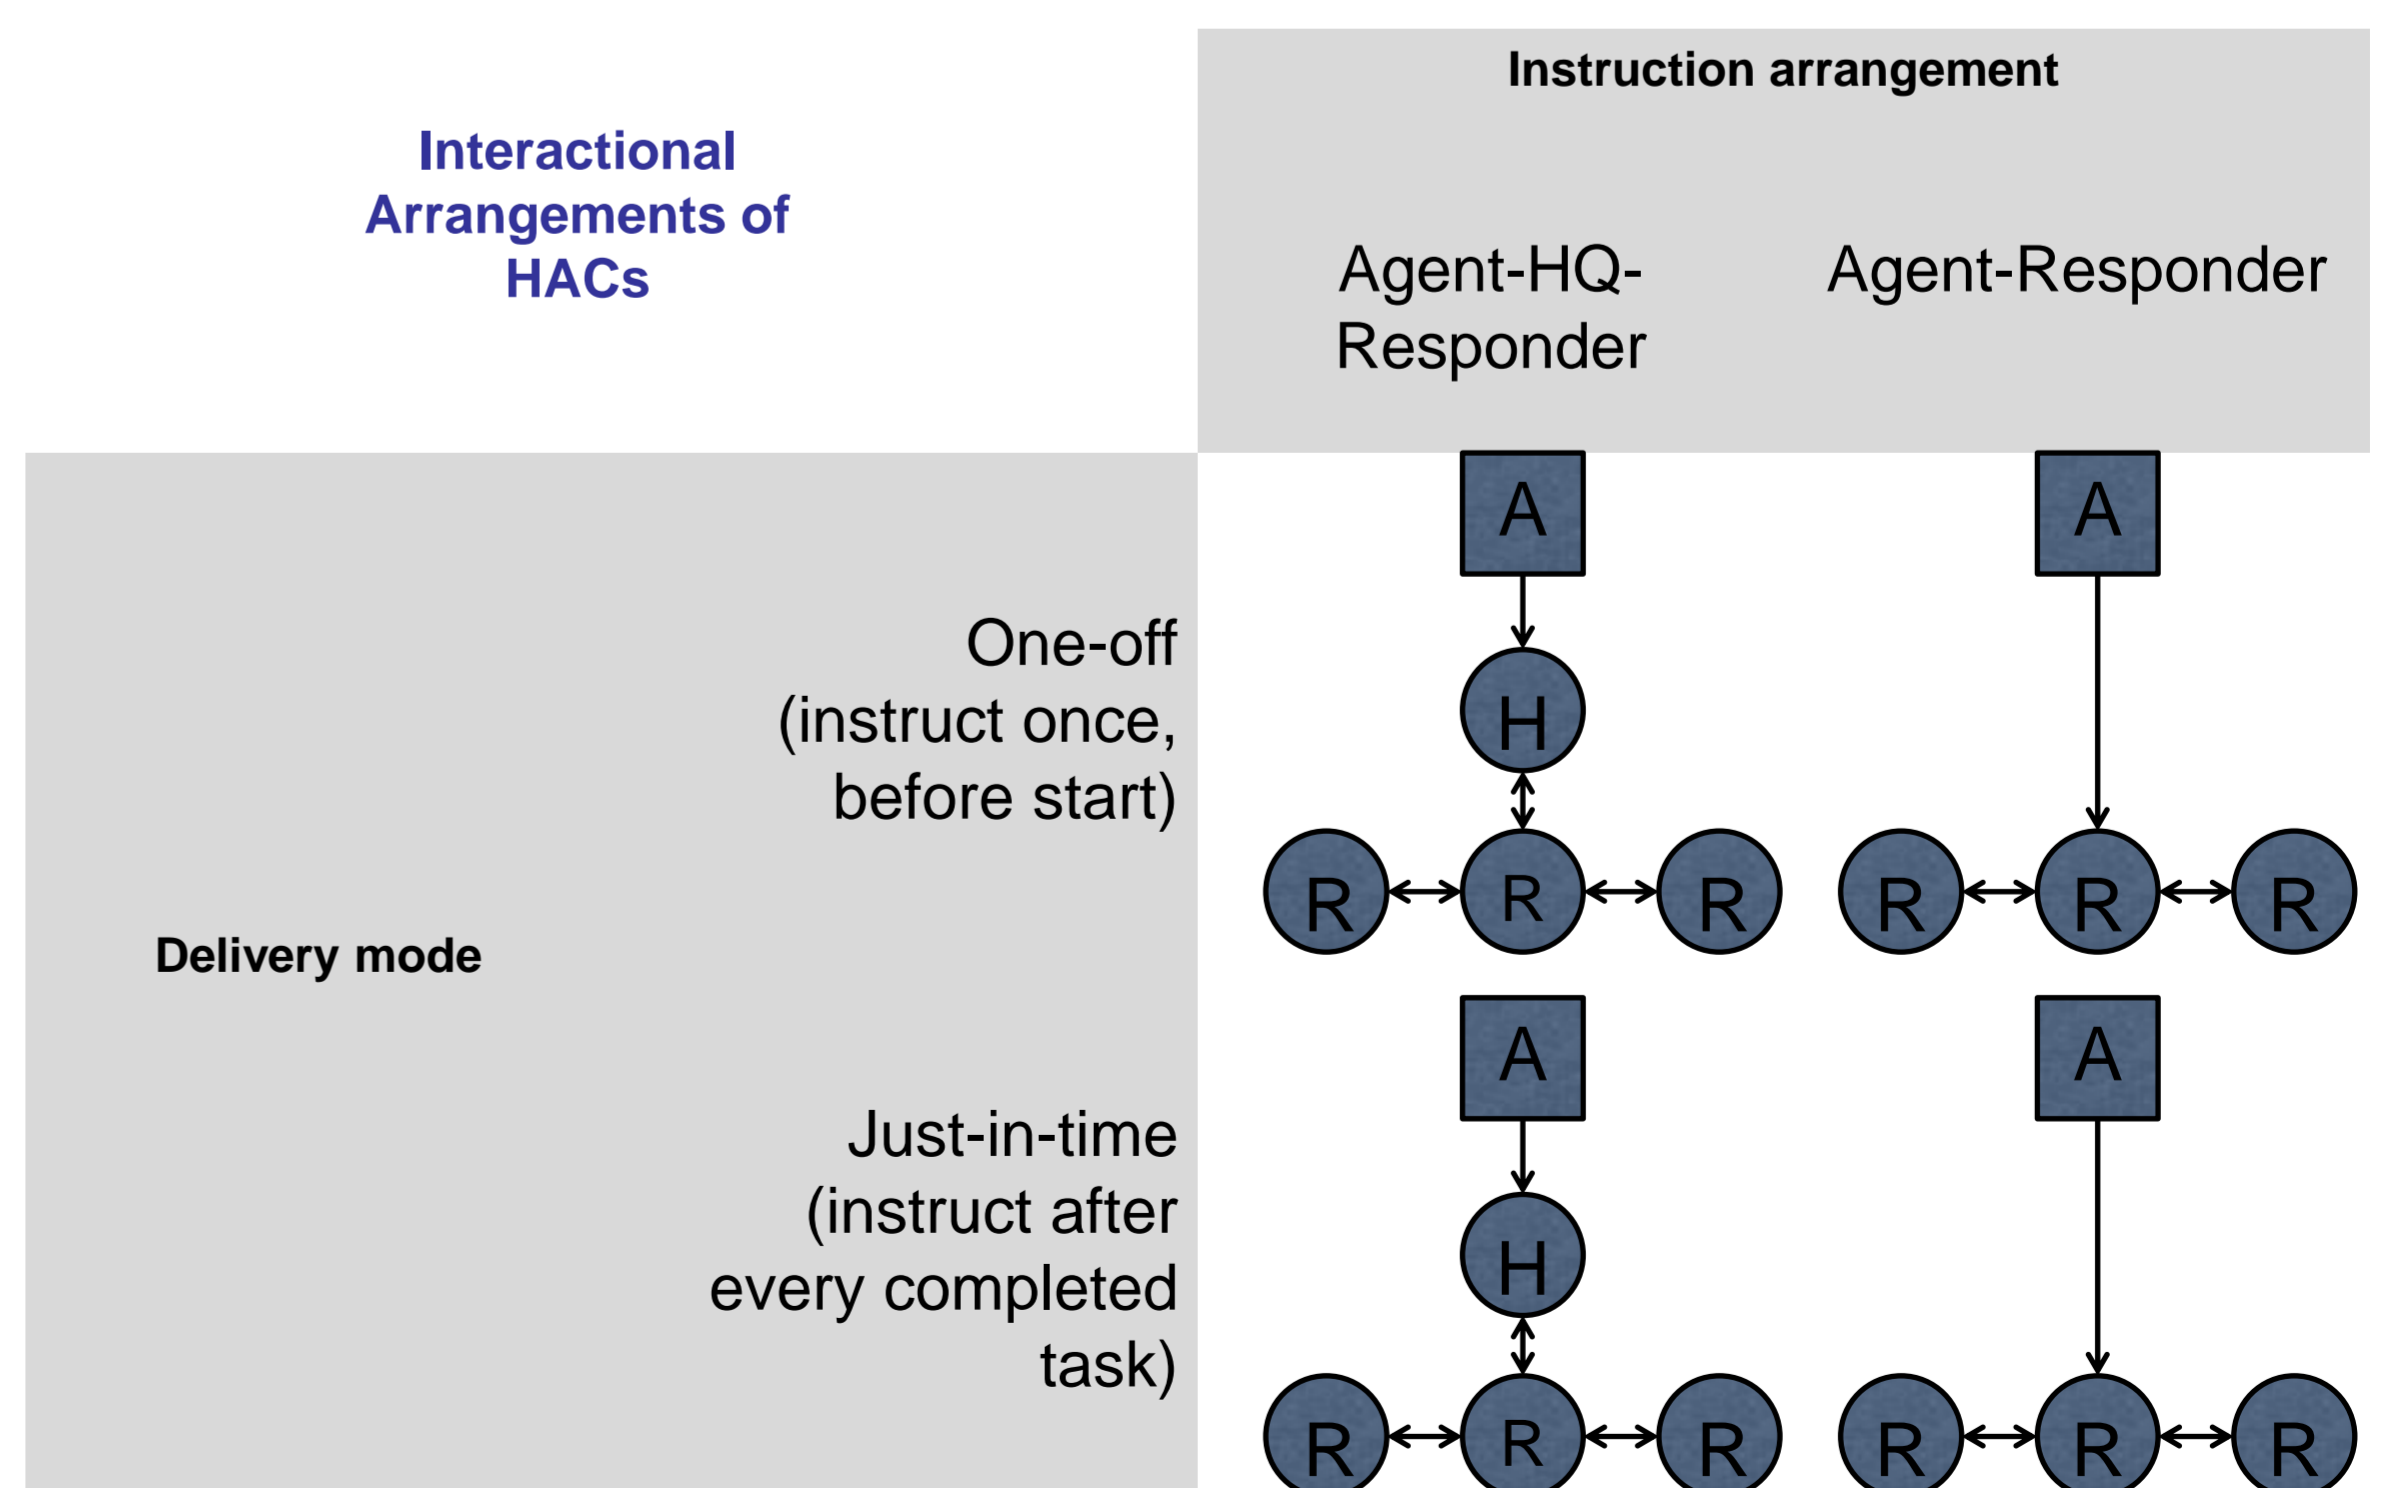 Instruction arrangement
Interactional
Arrangements of
HACs
Agent-HQ-
Responder
Agent-Responder
One-off
(instruct once,
before start)
A
H
R R R
A
R R R
Delivery mode
Just-in-time
(instruct after
every completed
task)
A
H
R R R
A
R R R